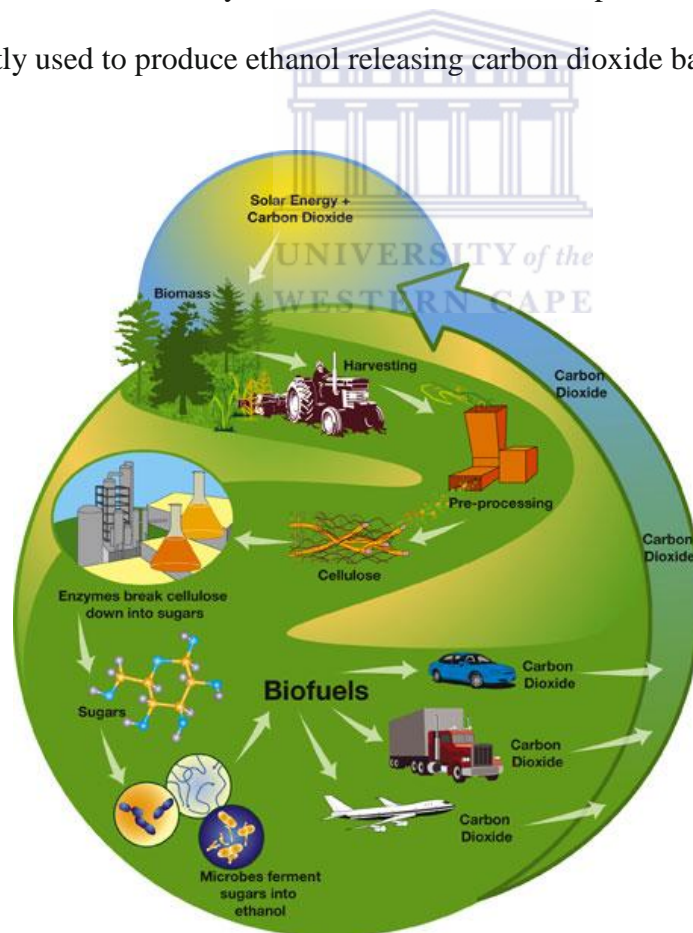 tly used to produce ethanol releasing carbon dioxide ba
UNIVERSITY of the
WESTERN CAPE
Solar Energy +
Carbon Dioxide
Biomass
Harvesting
Carbon
Dioxide
Pre-processing
Carbon
Dioxide
Cellulose
Enzymes break cellulose
down into sugars
Sugars
Biofuels
Carbon
Dioxide
Carbon
Dioxide
Carbon
Dioxide
Microbes ferment
sugars into
ethanol